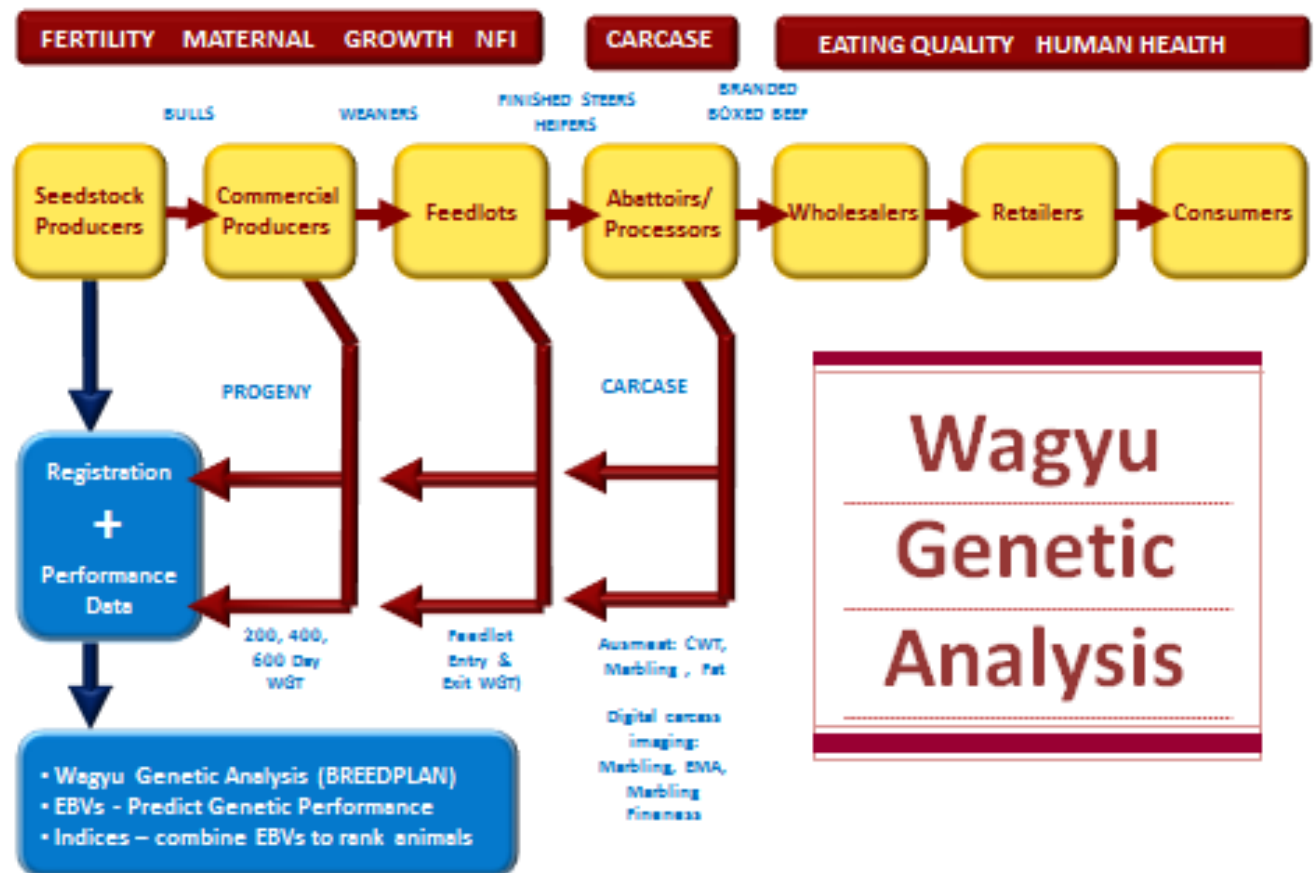 FERTILITY MATERNAL GROWTH NFI
CARCASE
EATING QUALITY HUMAN HEALTH
BULLS
WEANERS
FINISHED STEERS
HEIFERS
BRANDED
BOXED BEEF
Seedstock
Producers
Commercial
Producers
Feedlots
Abattoirs/
Processors
Wholesalers
Retailers
Consumers
PROGENY
CARCASE
Registration
+
Performance
Data
200, 400,
600 Day
WGT
Feedlot
Entry &
Exit WGT)
Ausmeat: CWT,
Marbling , Fat
Digital carcass
imaging:
Marbling, EMA,
Marbling
Fineness
Wagyu
Genetic
Analysis
▪ Wagyu Genetic Analysis (BREEDPLAN)
▪ EBVs - Predict Genetic Performance
▪ Indices – combine EBVs to rank animals